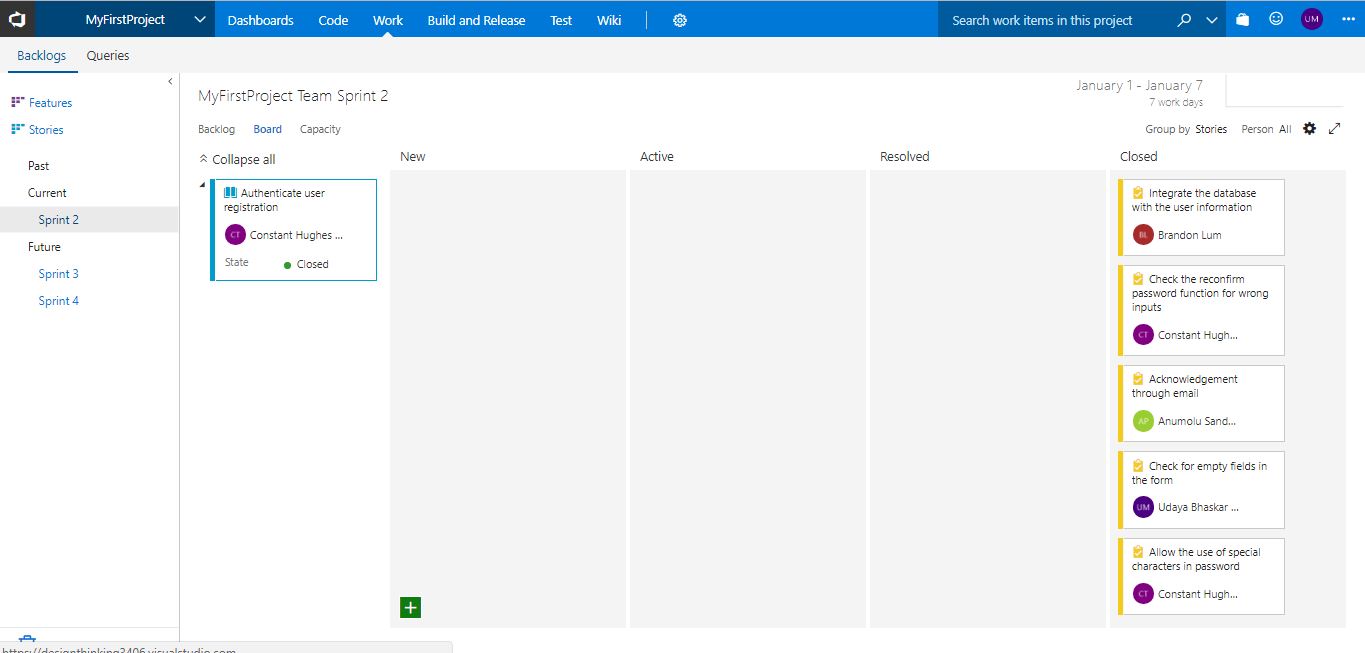 MyFirstProject
Dashboards Code Work Build and Release Test Wiki
Search work items in this project
UM
Backlogs Queries
Features
Stories
Past
Current
Sprint 2
Future
Sprint 3
Sprint 4
MyFirstProject Team Sprint 2
January 1 - January 7
7 work days
Backlog Board Capacity
Group by Stories Person All
Collapse all
New Active Resolved Closed
Authenticate user
registration
CT Constant Hughes ...
State Closed
Integrate the database
with the user information
BL Brandon Lum
Check the reconfirm
password function for wrong
inputs
CT Constant Hugh...
Acknowledgement
through email
AP Anumolu Sand...
Check for empty fields in
the form
UM Udaya Bhaskar ...
Allow the use of special
characters in password
CT Constant Hugh...
https://designthinking3406.visualstudio.com